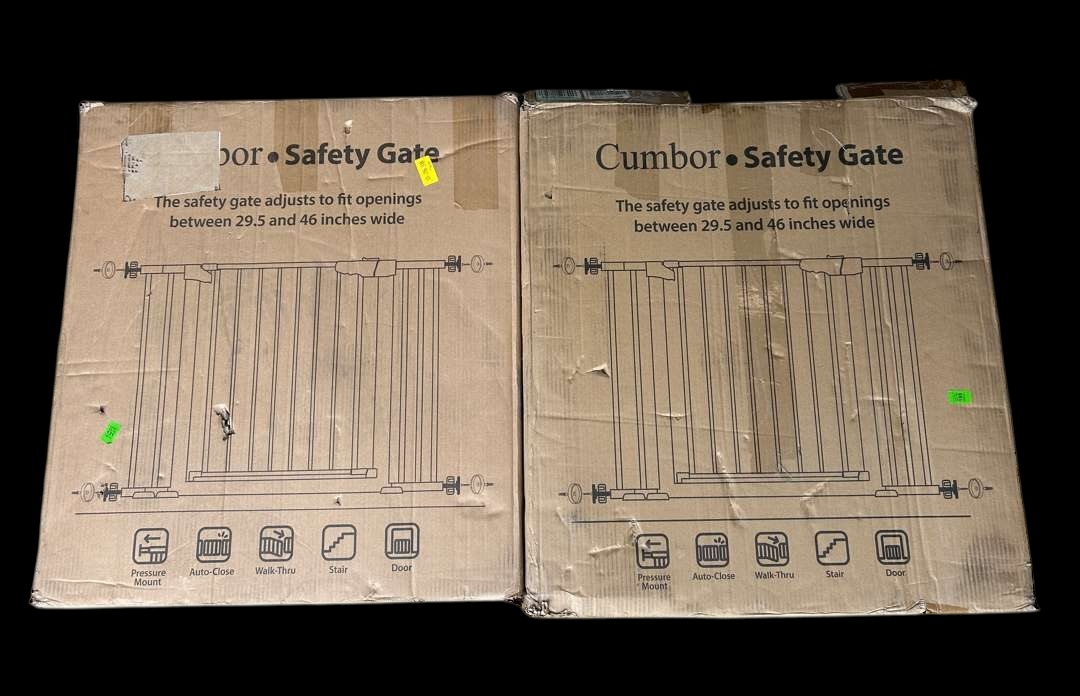 bor • Safety Gate
The safety gate adjusts to fit openings
between 29.5 and 46 inches wide
Pressure
Mount
Auto-Close
Walk-Thru
Stair
Door
Cumbor • Safety Gate
The safety gate adjusts to fit openings
between 29.5 and 46 inches wide
Pressure
Mount
Auto-Close
Walk-Thru
Stair
Door